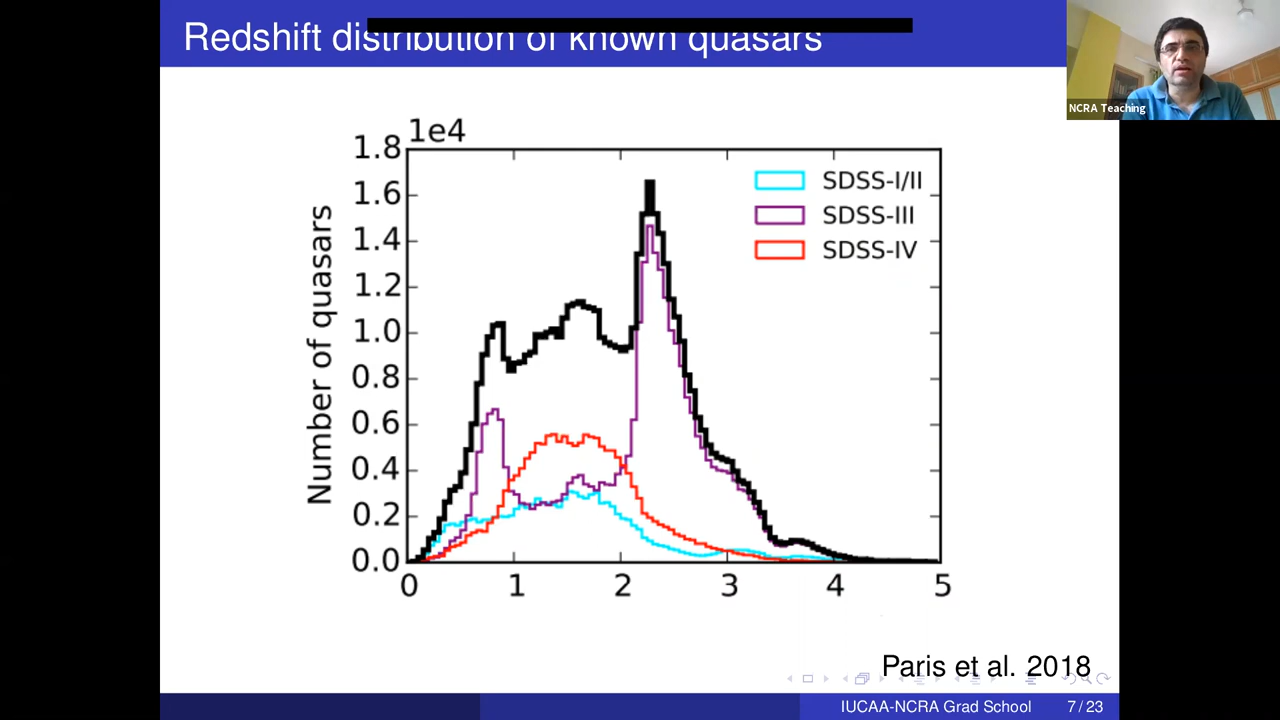 Redshift distribution of known quasars
NCRA Teaching
1e4
1.8
1.6
1.4
1.2
1.0
0.8
0.6
0.4
0.2
0.0
Number of quasars
SDSS-I/II
SDSS-III
SDSS-IV
0 1 2 3 4 5
Paris et al. 2018
IUCAA-NCRA Grad School 7 / 23